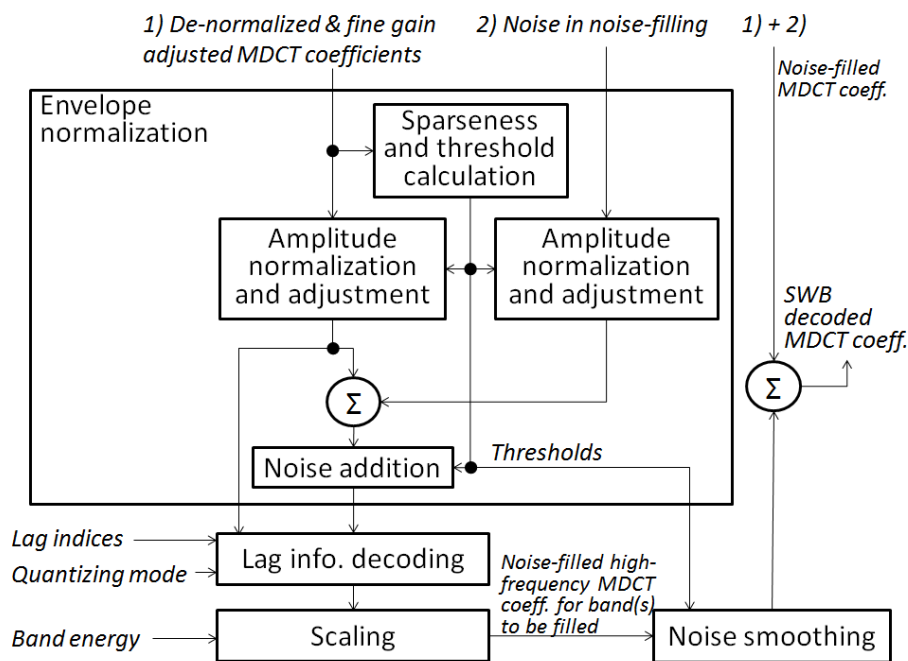 1) De-normalized & fine gain
adjusted MDCT coefficients
2) Noise in noise-filling
1) + 2)
Noise-filled
MDCT coeff.
Envelope
normalization
Sparseness
and threshold
calculation
Amplitude
normalization
and adjustment
Amplitude
normalization
and adjustment
SWB
decoded
MDCT coeff.
Σ
Σ
Noise addition
Thresholds
Lag indices
Quantizing mode
Lag info. decoding
Noise-filled high-
frequency MDCT
coeff. for band(s)
to be filled
Band energy
Scaling
Noise smoothing